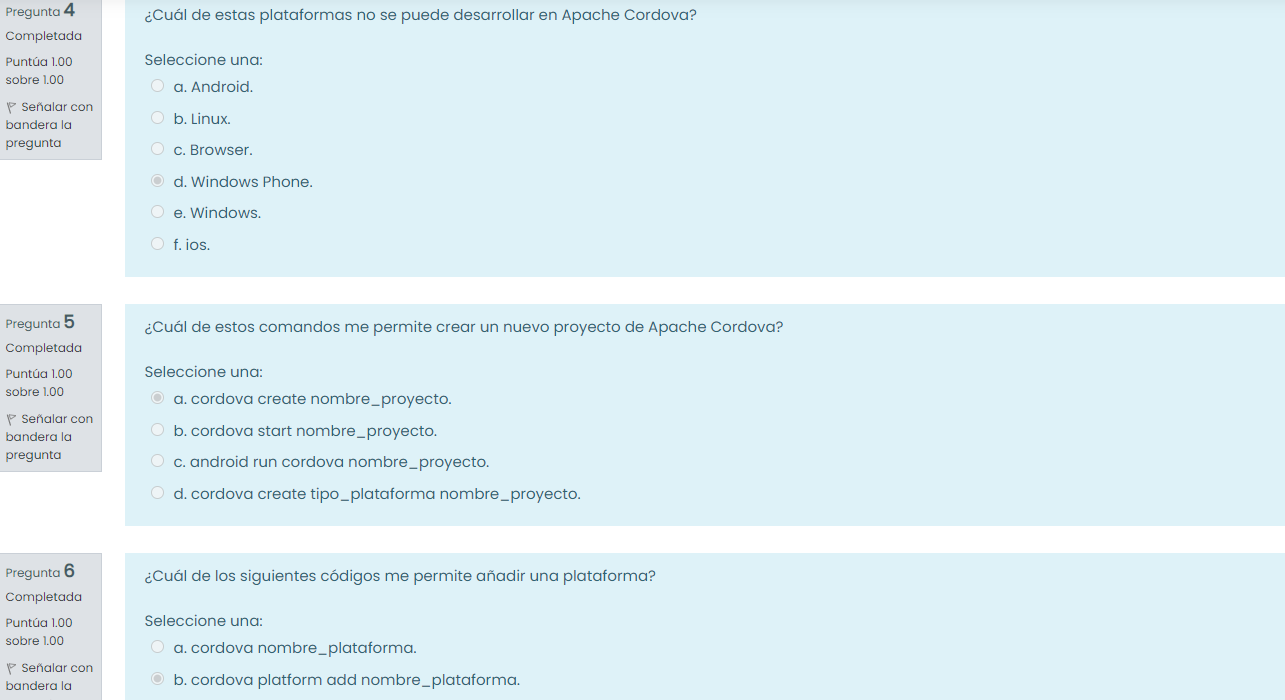 Pregunta 4
Completada
Puntúa 1.00
sobre 1.00
Señalar con
bandera la
pregunta
¿Cuál de estas plataformas no se puede desarrollar en Apache Cordova?
Seleccione una:
a. Android.
b. Linux.
c. Browser.
d. Windows Phone.
e. Windows.
f. ios.
Pregunta 5
Completada
Puntúa 1.00
sobre 1.00
Señalar con
bandera la
pregunta
¿Cuál de estos comandos me permite crear un nuevo proyecto de Apache Cordova?
Seleccione una:
a. cordova create nombre_proyecto.
b. cordova start nombre_proyecto.
c. android run cordova nombre_proyecto.
d. cordova create tipo_plataforma nombre_proyecto.
Pregunta 6
Completada
Puntúa 1.00
sobre 1.00
Señalar con
bandera la
¿Cuál de los siguientes códigos me permite añadir una plataforma?
Seleccione una:
a. cordova nombre_plataforma.
b. cordova platform add nombre_plataforma.